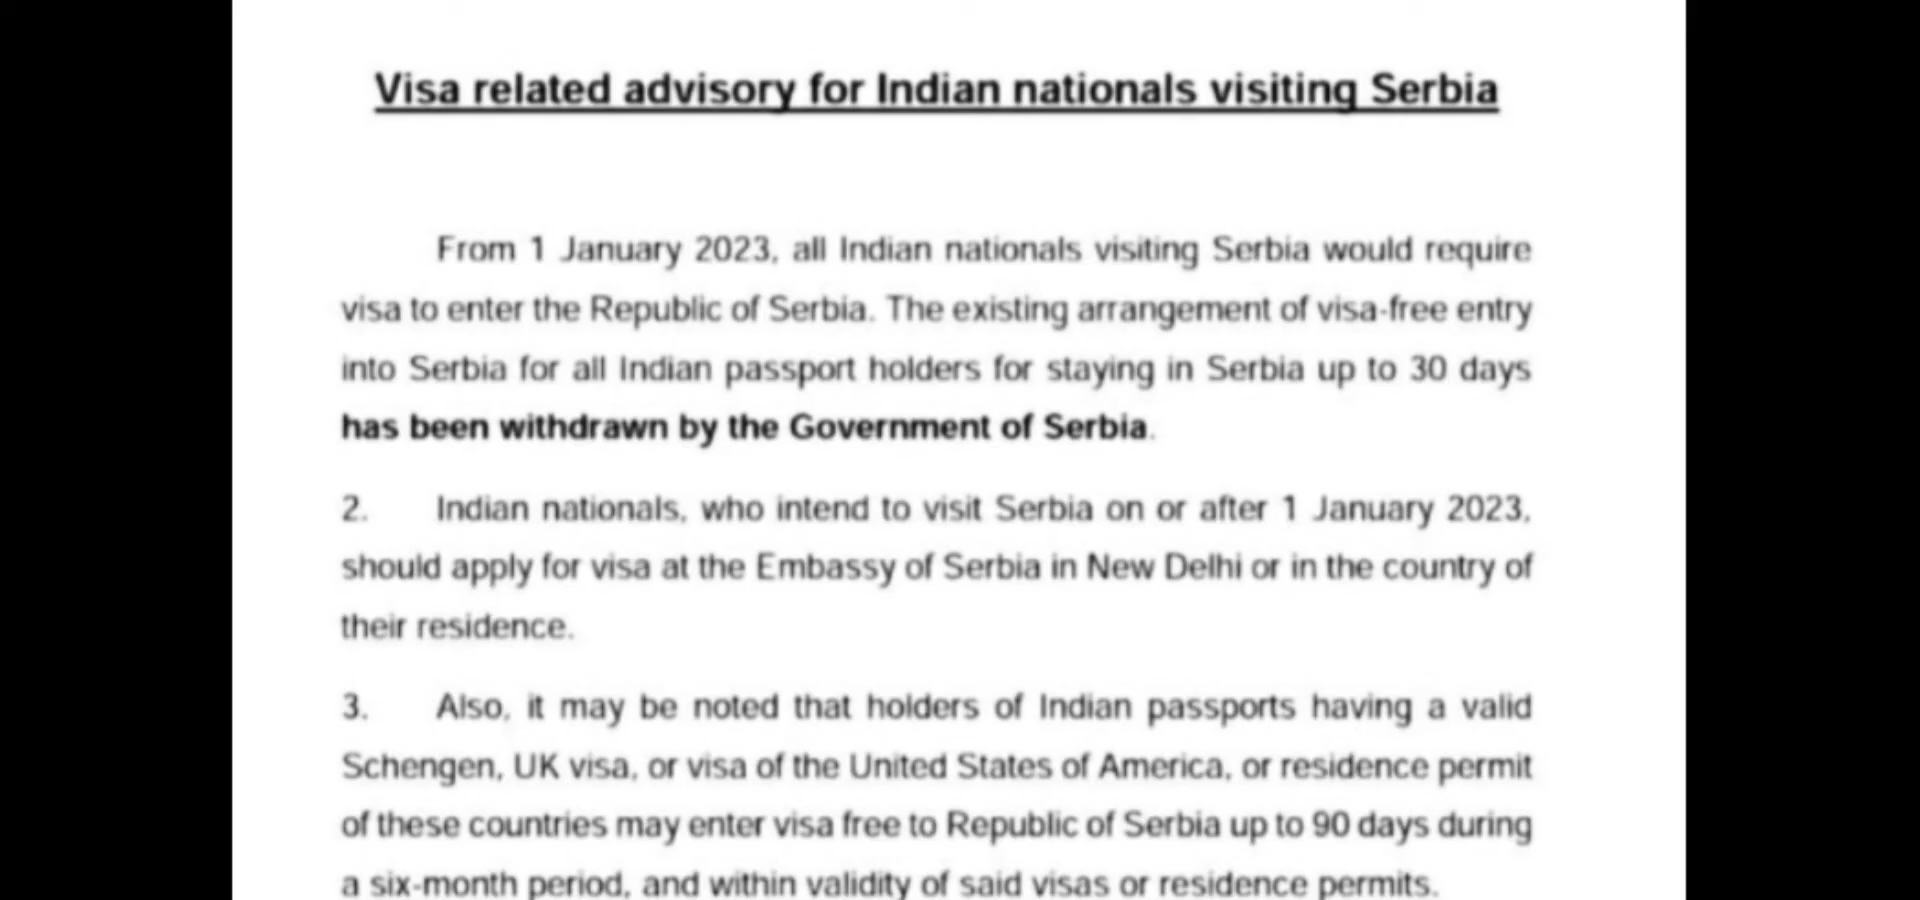 Visa related advisory for Indian nationals visiting Serbia
From 1 January 2023, all Indian nationals visiting Serbia would require
visa to enter the Republic of Serbia. The existing arrangement of visa-free entry
into Serbia for all Indian passport holders for staying in Serbia up to 30 days
has been withdrawn by the Government of Serbia.
2. Indian nationals, who intend to visit Serbia on or after 1 January 2023,
should apply for visa at the Embassy of Serbia in New Delhi or in the country of
their residence.
3. Also, it may be noted that holders of Indian passports having a valid
Schengen, UK visa, or visa of the United States of America, or residence permit
of these countries may enter visa free to Republic of Serbia up to 90 days during
a six-month period, and within validity of said visas or residence permits.